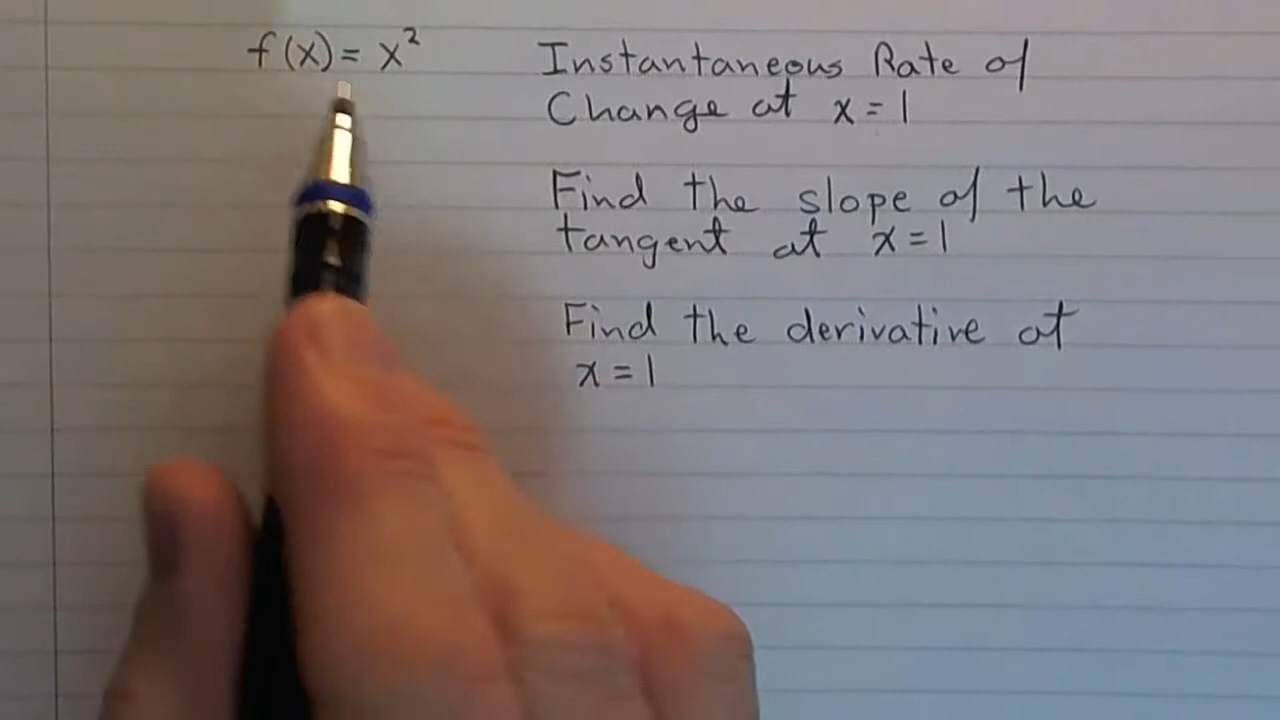 f(x) = x²
Instantaneous Rate of
Change at x = 1
Find the slope of the
tangent at x = 1
Find the derivative at
x = 1